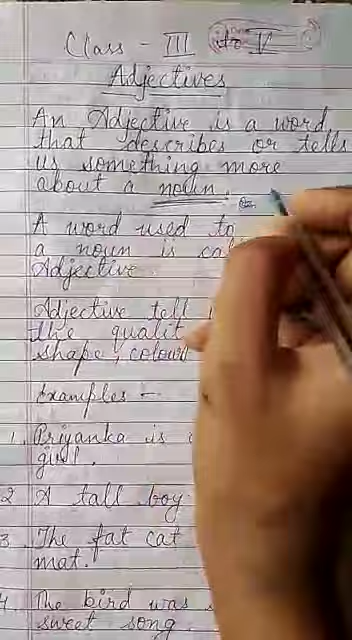 Class - III to V
Adjectives
An Adjective is a word
that describes or tells
us something more
about a noun.
A word used to
a noun is
Adjective
Adjective tell
the
shape, colour
Examples :-
1. Priyanka is
girl.
2 A tall boy
3. The fat cat
mat.
4. The bird was
sweet song.